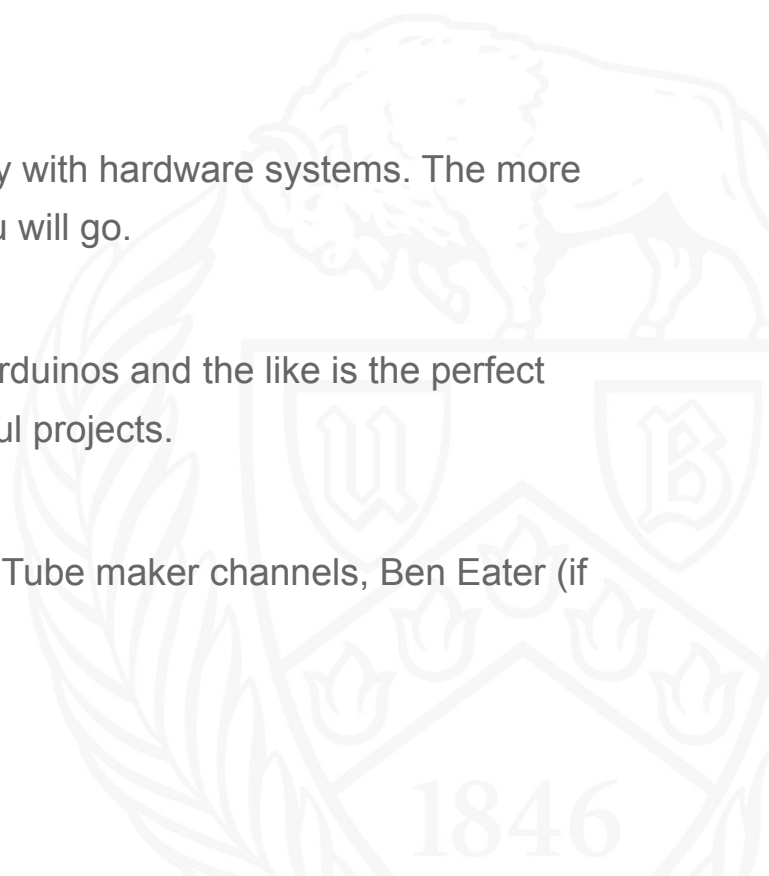 y with hardware systems. The more
u will go.
rduinos and the like is the perfect
ul projects.
Tube maker channels, Ben Eater (if
U B
1846